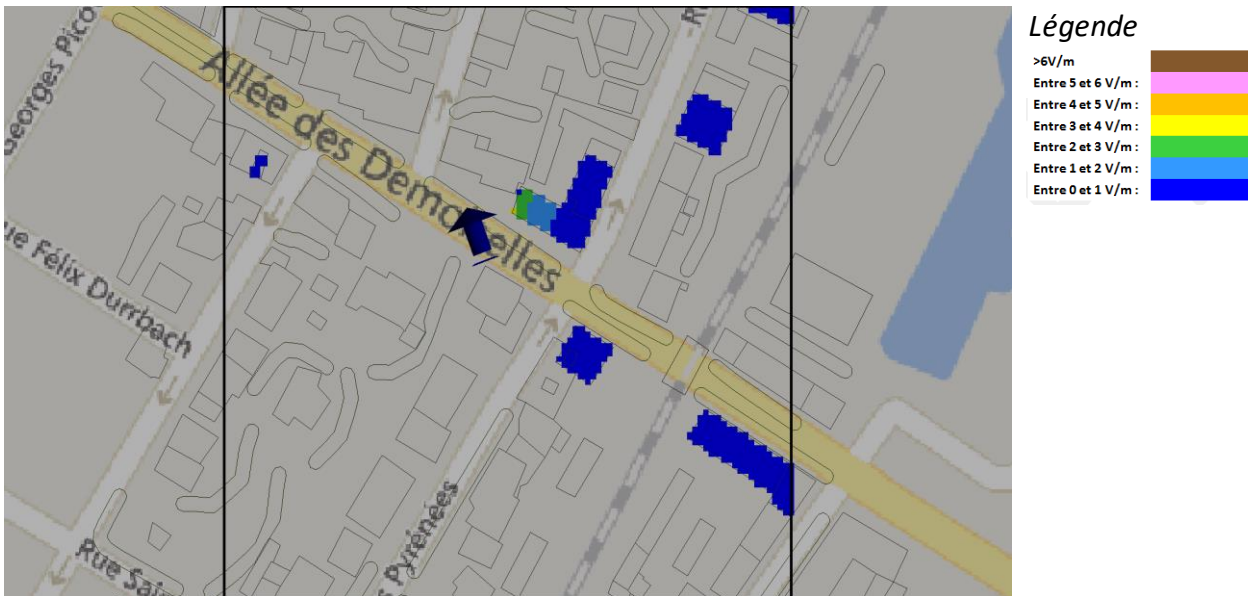 Georges Pico
Allée des Demoiselles
ue Félix Durrbach
Rue Sai
Pyrénées
Légende
>6V/m
Entre 5 et 6 V/m :
Entre 4 et 5 V/m :
Entre 3 et 4 V/m :
Entre 2 et 3 V/m :
Entre 1 et 2 V/m :
Entre 0 et 1 V/m :